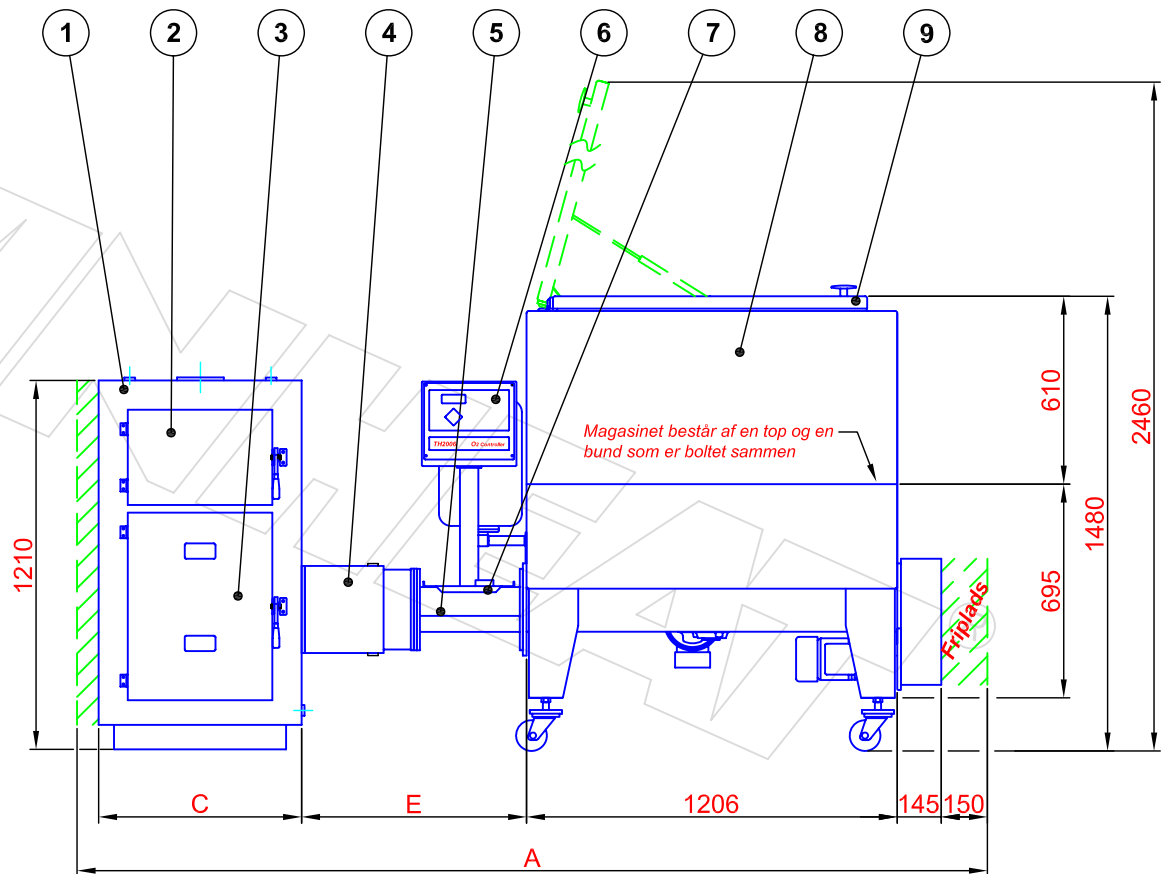 1 2 3 4 5 6 7 8 9
Magasinet består af en top og en
bund som er boltet sammen
TH2006 O2 Controller
610
2460
1480
1210
695
Friplads
®
C E 1206 145 150
A